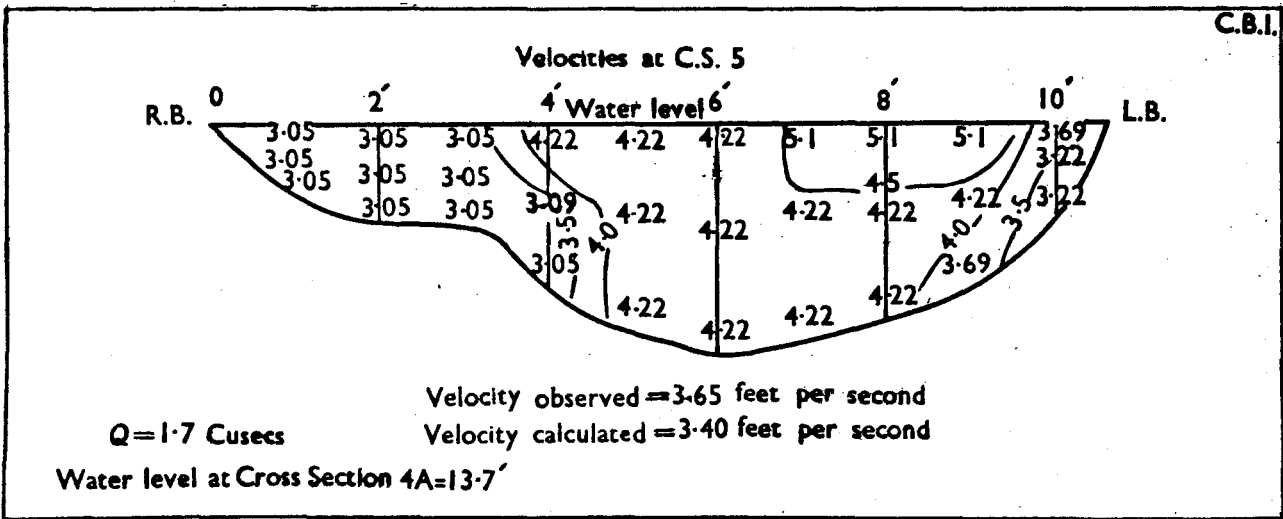 C.B.I.
Velocities at C.S. 5
0 2′ 4′ Water level 6′ 8′ 10′
R.B. L.B.
3·05 3·05 3·05 4·22 4·22 4·22 5·1 5·1 5·1 3·69
3·05 3·22
3·05 3·05 3·05 4·5
3·05 3·05 3·09 4·22 4·22 4·22 4·22 3·22
3·5 4·0 4·22 4·0 3·5
3·05 3·69
4·22 4·22 4·22 4·22
Velocity observed = 3·65 feet per second
Q = 1·7 Cusecs Velocity calculated = 3·40 feet per second
Water level at Cross Section 4A = 13·7′